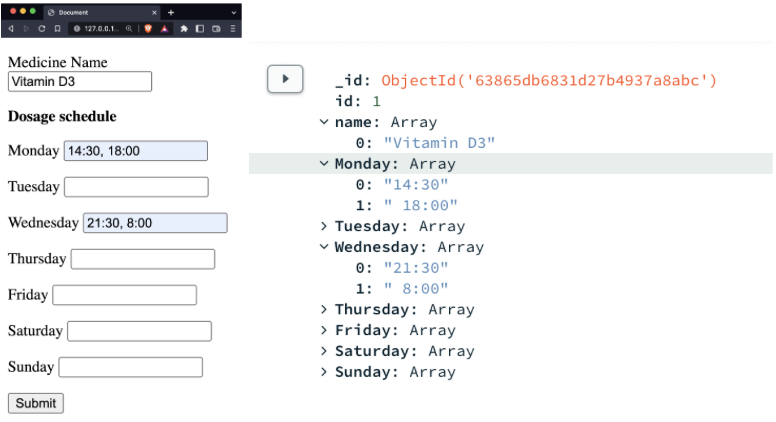 Document
127.0.0.1...
Medicine Name
Vitamin D3
Dosage schedule
Monday 14:30, 18:00
Tuesday
Wednesday 21:30, 8:00
Thursday
Friday
Saturday
Sunday
Submit
_id: ObjectId('63865db6831d27b4937a8abc')
id: 1
name: Array
0: "Vitamin D3"
Monday: Array
0: "14:30"
1: " 18:00"
Tuesday: Array
Wednesday: Array
0: "21:30"
1: " 8:00"
Thursday: Array
Friday: Array
Saturday: Array
Sunday: Array